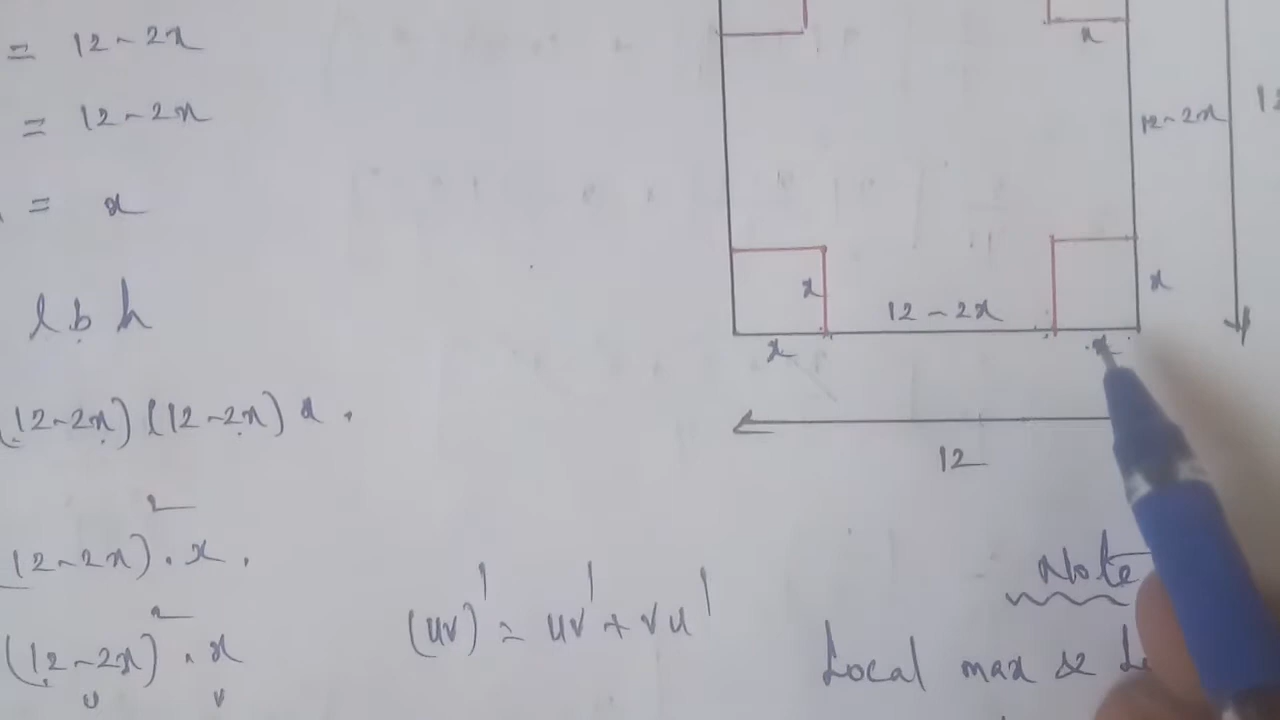 = 12-2x
= 12-2x
= x
l b h
(12-2x)(12-2x)x.
(12-2x)². x.
(12-2x)². x
u v
(uv)' = uv' + vu'
x
12-2x
x
x
12-2x
x
x
12
Note
Local max &